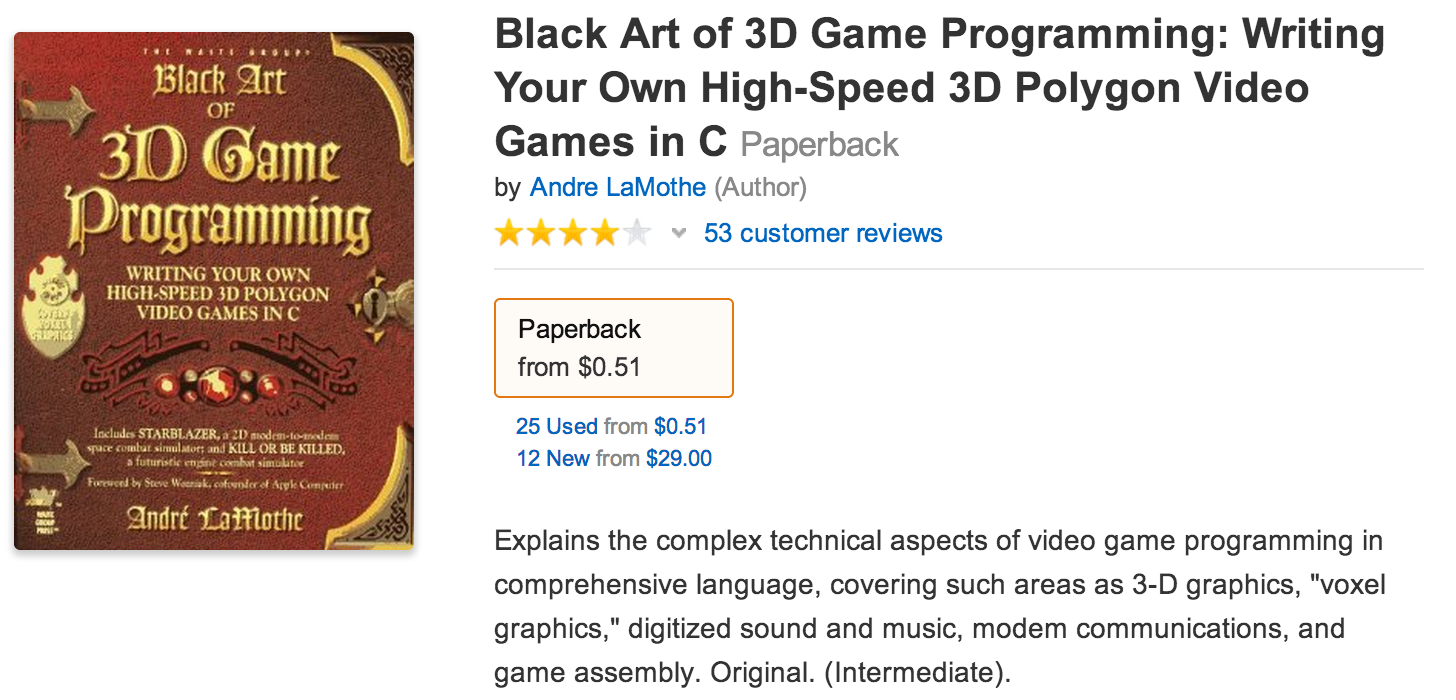 THE WAITE GROUP®
Black Art
OF
3D Game
Programming
WRITING YOUR OWN
HIGH-SPEED 3D POLYGON
VIDEO GAMES IN C
COVERS
VOXEL
GRAPHICS
Includes STARBLAZER, a 2D modem-to-modem
space combat simulator; and KILL OR BE KILLED,
a futuristic engine combat simulator
Foreword by Steve Wozniak, cofounder of Apple Computer
WAITE
GROUP
PRESS™
André LaMothe
Black Art of 3D Game Programming: Writing
Your Own High-Speed 3D Polygon Video
Games in C Paperback
by Andre LaMothe (Author)
53 customer reviews
Paperback
from $0.51
25 Used from $0.51
12 New from $29.00
Explains the complex technical aspects of video game programming in
comprehensive language, covering such areas as 3-D graphics, "voxel
graphics," digitized sound and music, modem communications, and
game assembly. Original. (Intermediate).